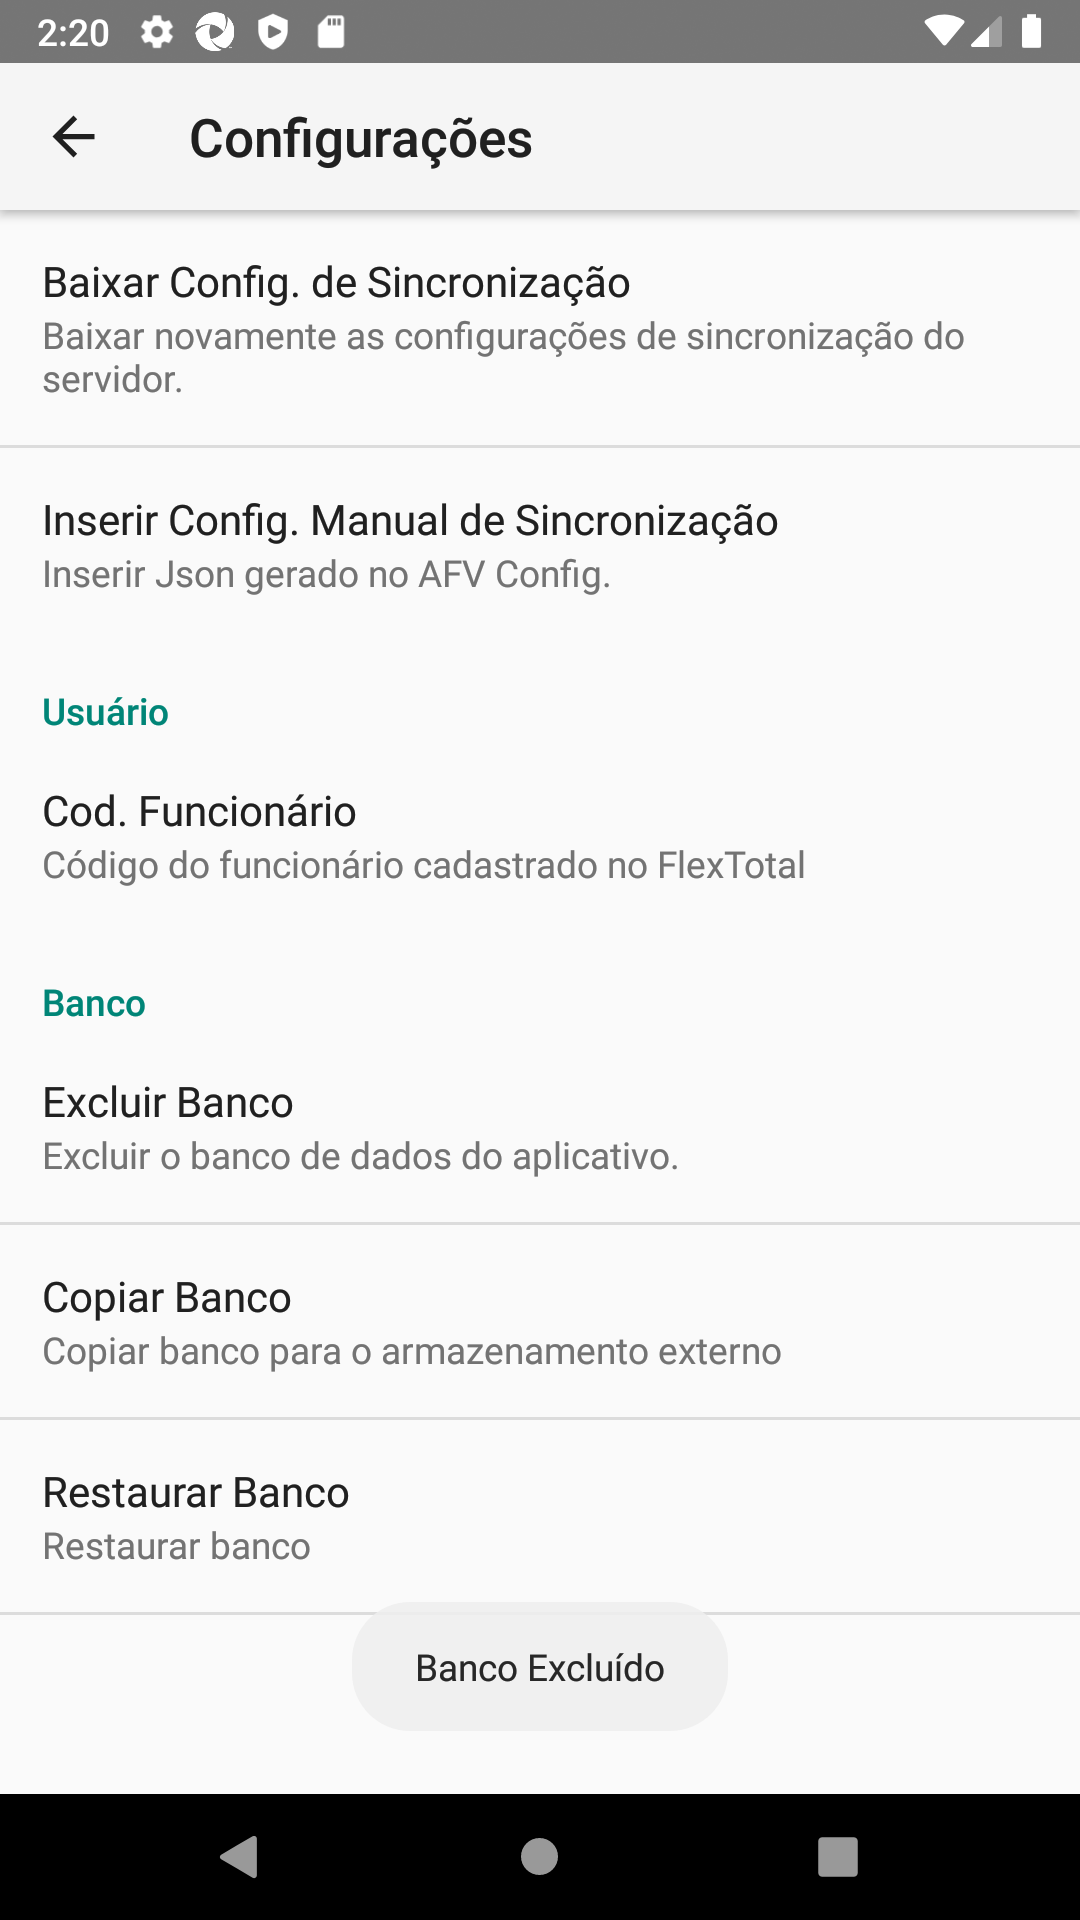 2:20
Configurações
Baixar Config. de Sincronização
Baixar novamente as configurações de sincronização do
servidor.
Inserir Config. Manual de Sincronização
Inserir Json gerado no AFV Config.
Usuário
Cod. Funcionário
Código do funcionário cadastrado no FlexTotal
Banco
Excluir Banco
Excluir o banco de dados do aplicativo.
Copiar Banco
Copiar banco para o armazenamento externo
Restaurar Banco
Restaurar banco
Banco Excluído